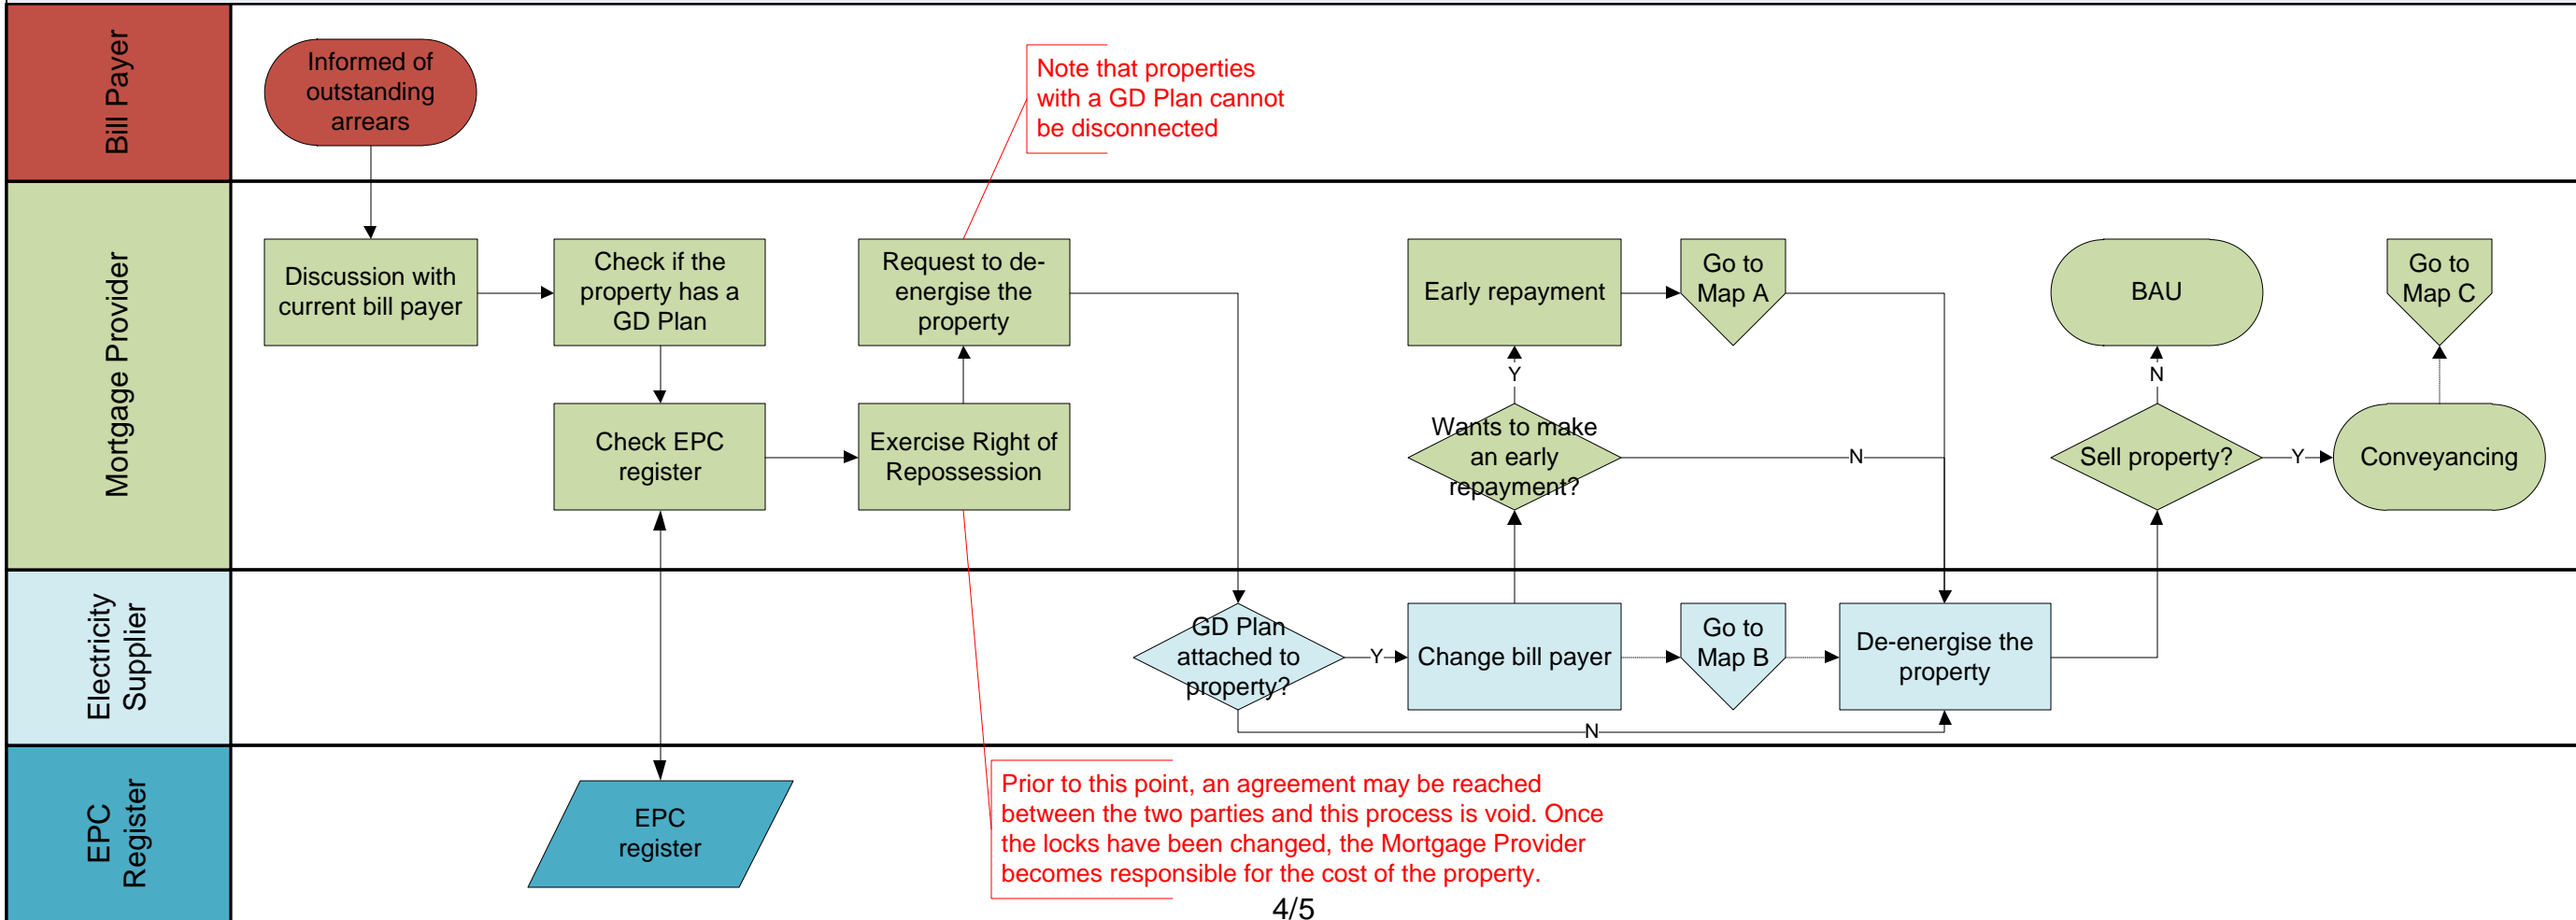 Bill Payer
Informed of
outstanding
arrears
Note that properties
with a GD Plan cannot
be disconnected
Mortgage Provider
Discussion with
current bill payer
Check if the
property has a
GD Plan
Request to de-
energise the
property
Early repayment
Go to
Map A
BAU
Go to
Map C
Y
N
Check EPC
register
Exercise Right of
Repossession
Wants to make
an early
repayment?
N
Sell property?
Y
Conveyancing
Electricity
Supplier
GD Plan
attached to
property?
Y
Change bill payer
Go to
Map B
De-energise the
property
N
EPC
Register
EPC
register
Prior to this point, an agreement may be reached
between the two parties and this process is void. Once
the locks have been changed, the Mortgage Provider
becomes responsible for the cost of the property.
4/5